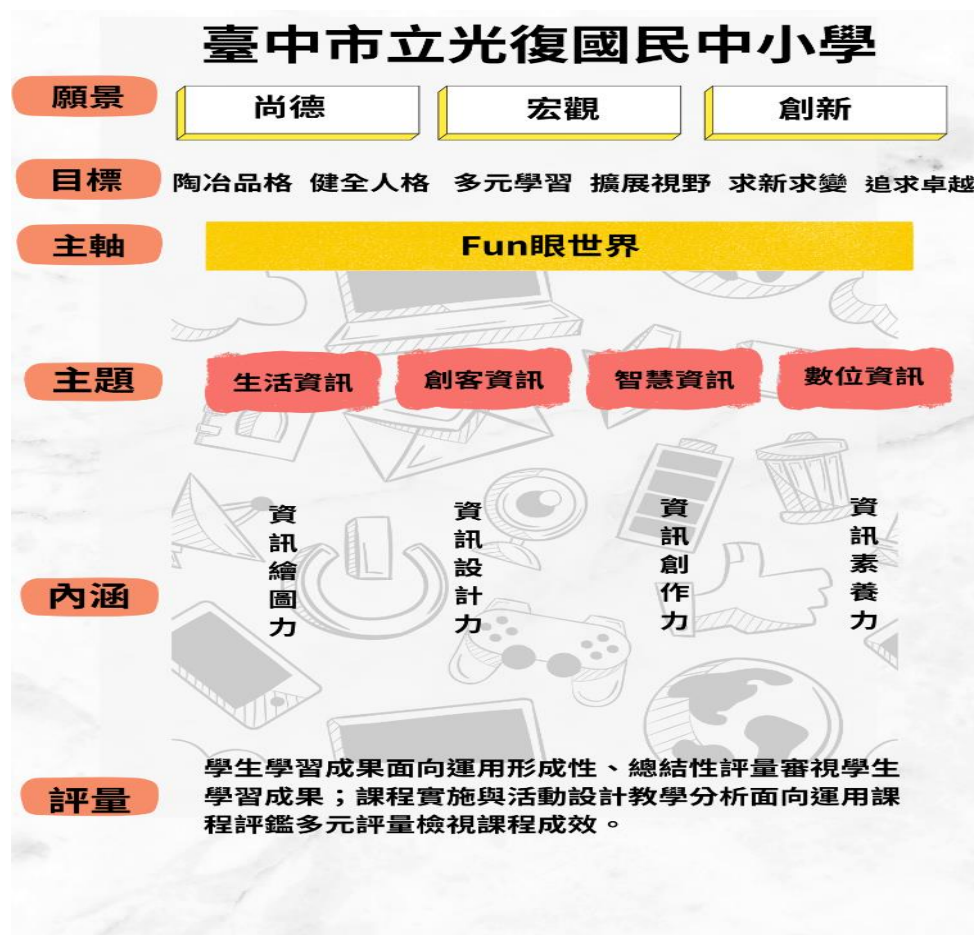 臺中市立光復國民中小學
願景
尚德 宏觀 創新
目標
陶冶品格 健全人格 多元學習 擴展視野 求新求變 追求卓越
主軸
Fun眼世界
主題
生活資訊 創客資訊 智慧資訊 數位資訊
內涵
資訊繪圖力
資訊設計力
資訊創作力
資訊素養力
評量
學生學習成果面向運用形成性、總結性評量審視學生
學習成果；課程實施與活動設計教學分析面向運用課
程評鑑多元評量檢視課程成效。